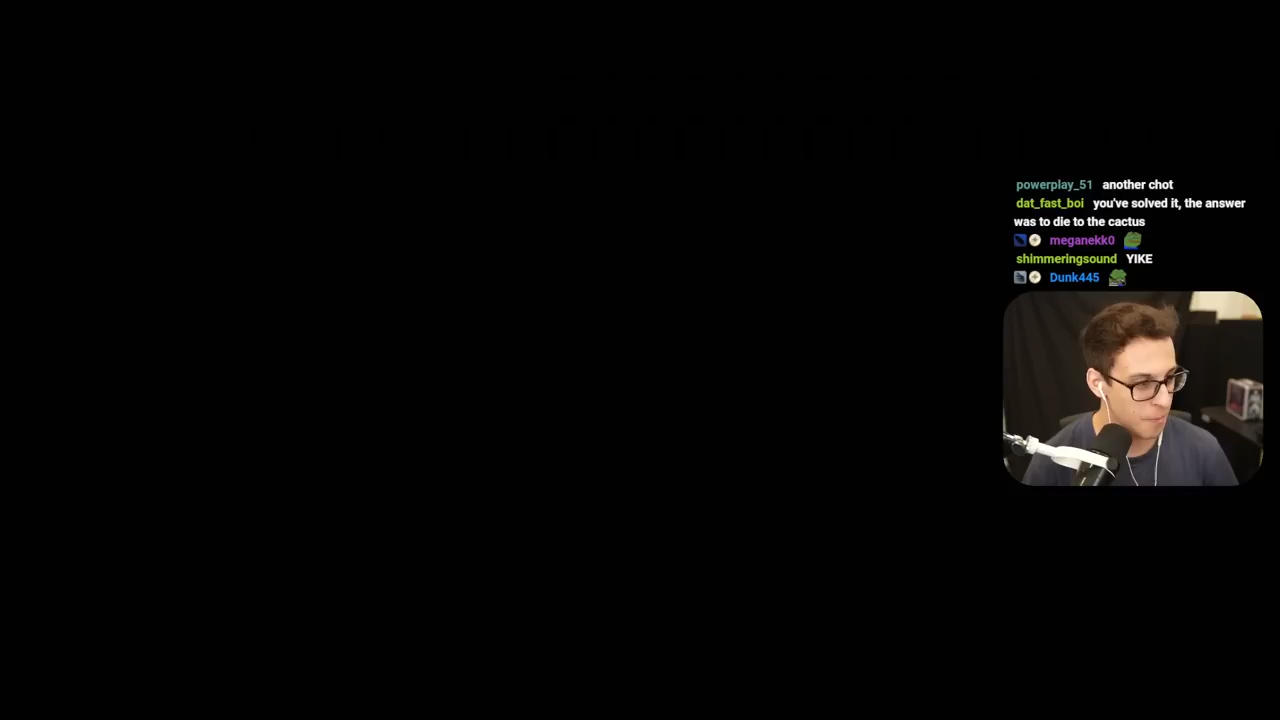 powerplay_51 another chot
dat_fast_boi you've solved it, the answer
was to die to the cactus
meganekk0
shimmeringsound YIKE
Dunk445